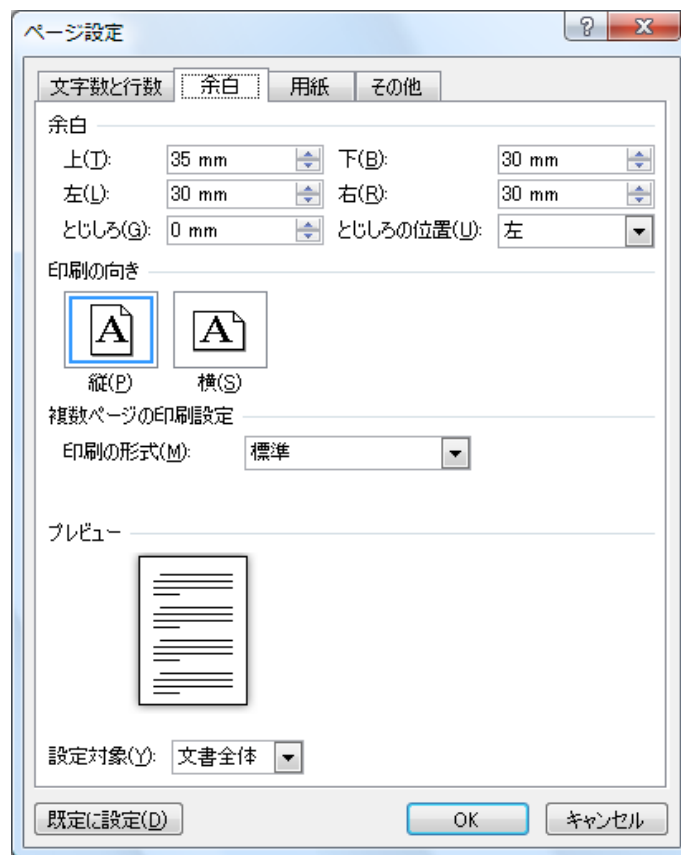 ページ設定
文字数と行数 余白 用紙 その他
余白
上(T): 35 mm 下(B): 30 mm
左(L): 30 mm 右(R): 30 mm
とじしろ(G): 0 mm とじしろの位置(U): 左
印刷の向き
A A
縦(P) 横(S)
複数ページの印刷設定
印刷の形式(M): 標準
プレビュー
設定対象(Y): 文書全体
既定に設定(D) OK キャンセル